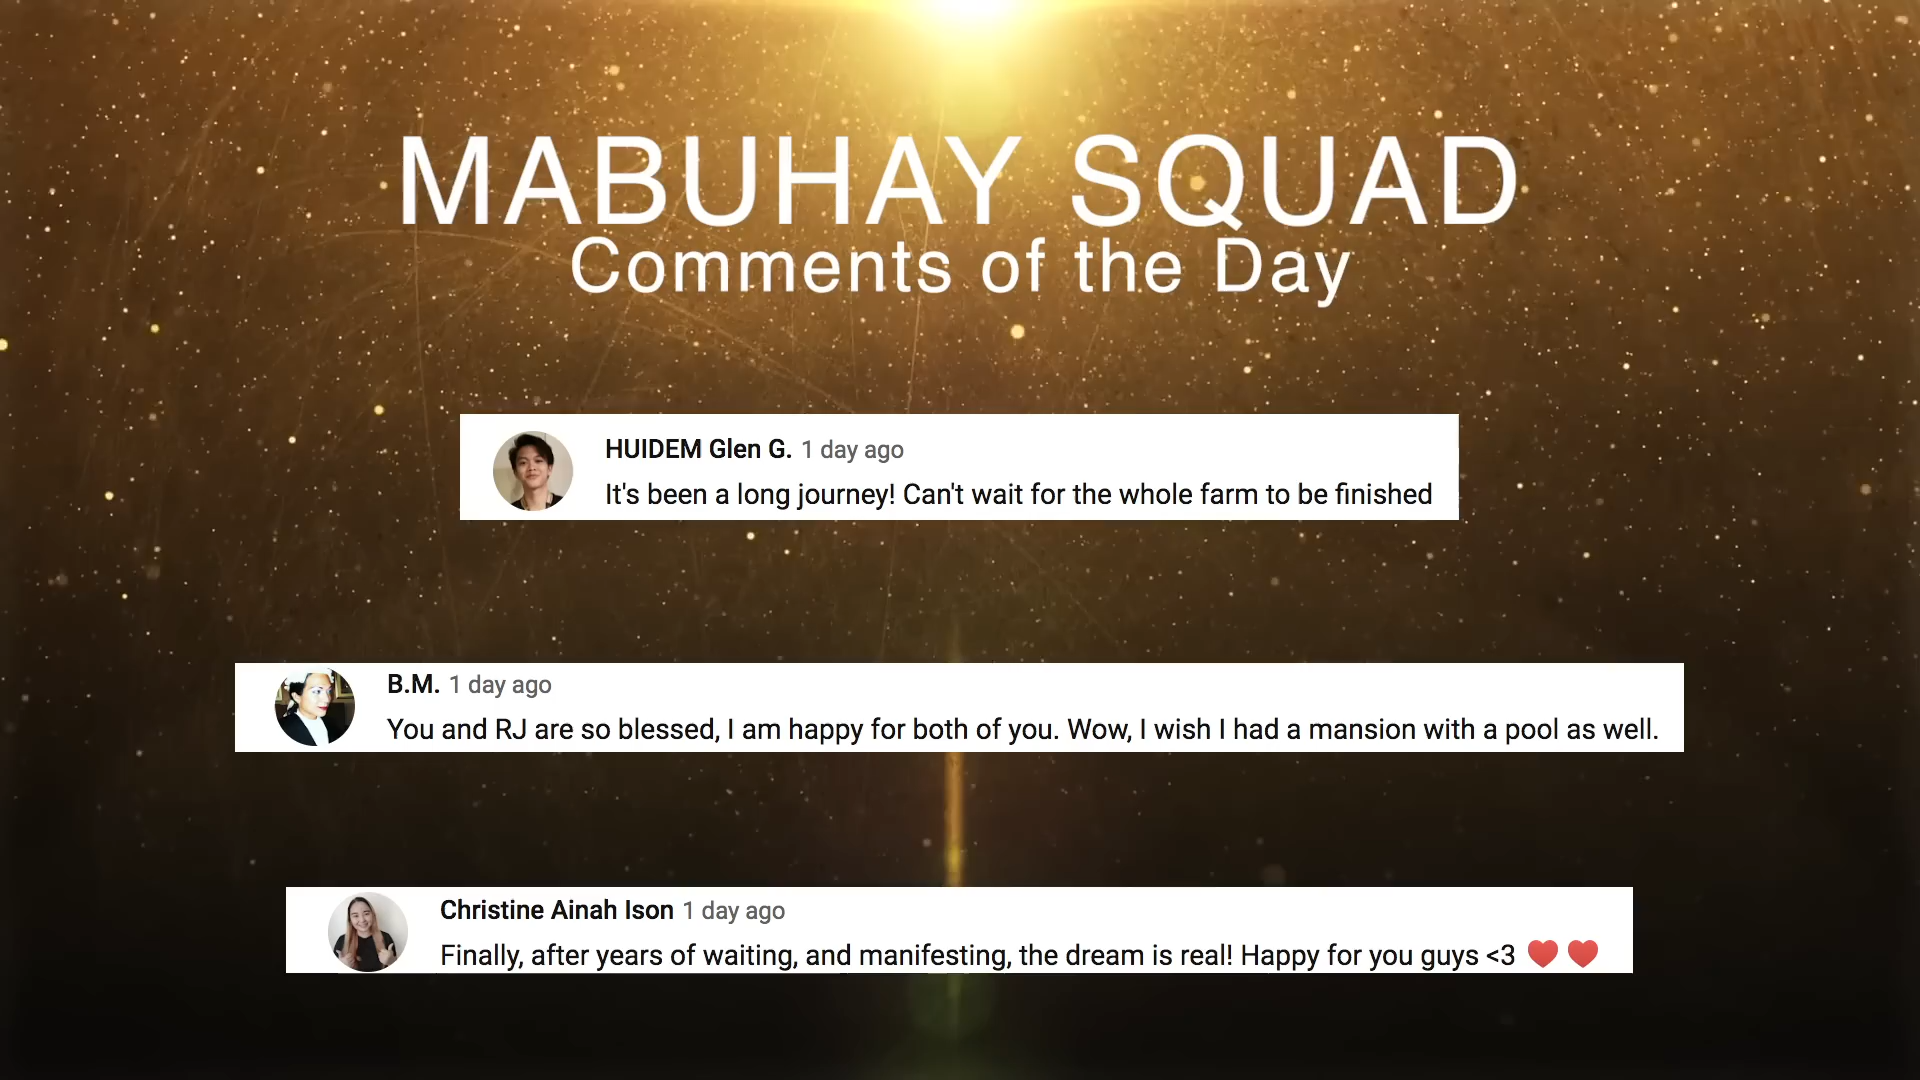 MABUHAY SQUAD
Comments of the Day
HUIDEM Glen G. 1 day ago
It's been a long journey! Can't wait for the whole farm to be finished
B.M. 1 day ago
You and RJ are so blessed, I am happy for both of you. Wow, I wish I had a mansion with a pool as well.
Christine Ainah Ison 1 day ago
Finally, after years of waiting, and manifesting, the dream is real! Happy for you guys <3 ♥️ ♥️